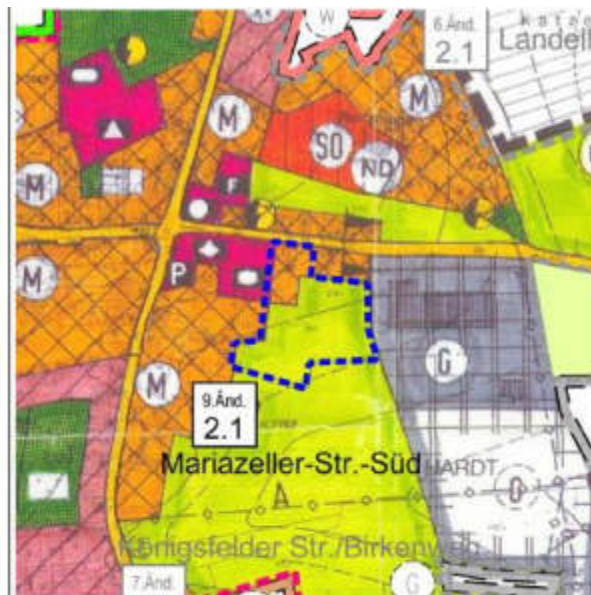 W
6.Änd.
2.1
Landell
M
M
SO
ND
M
F
M
P
G
M
9.Änd.
2.1
Mariazeller-Str.-Süd
HARDT
A
G
Königsfelder Str./Birkenweg
7.Änd.
G